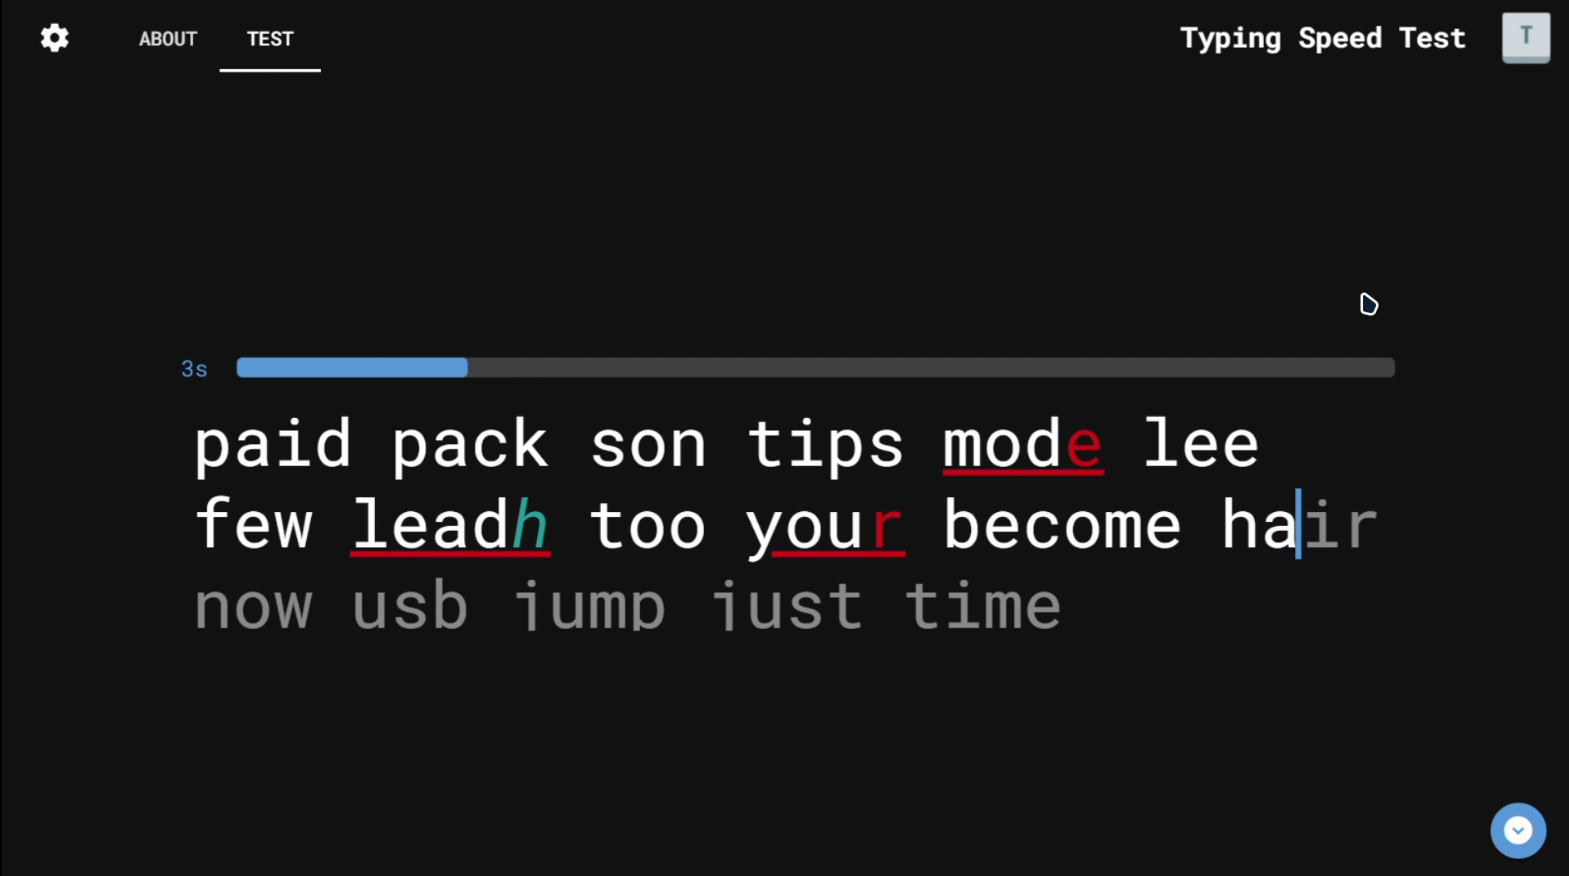 ABOUT TEST Typing Speed Test T
3s
paid pack son tips mode lee
few leadh too your become hair
now usb jump just time